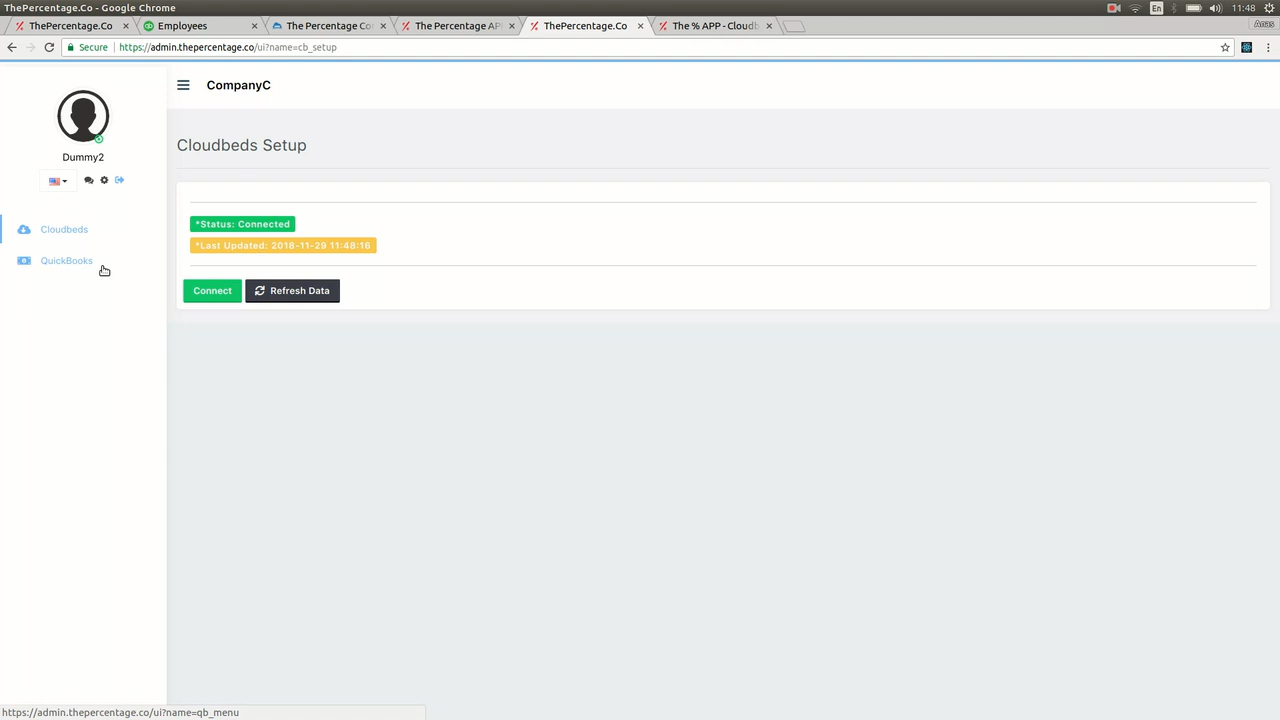 ThePercentage.Co - Google Chrome
En
11:48
ThePercentage.Co
Employees
The Percentage Co
The Percentage AP
ThePercentage.Co
The % APP - Cloudb
Anas
Secure
https://admin.thepercentage.co/ui?name=cb_setup
CompanyC
Dummy2
Cloudbeds
QuickBooks
Cloudbeds Setup
*Status: Connected
*Last Updated: 2018-11-29 11:48:16
Connect
Refresh Data
https://admin.thepercentage.co/ui?name=qb_menu